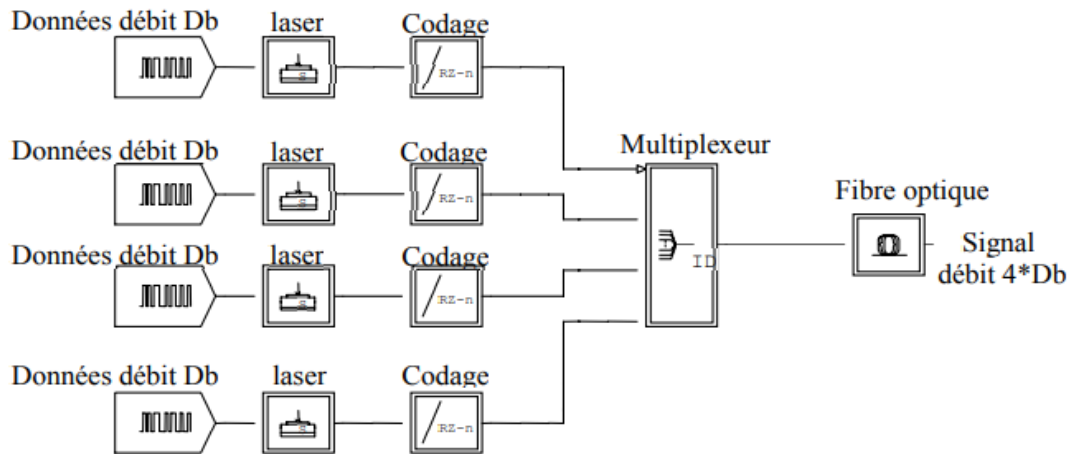 Données débit Db
laser
Codage
RZ-n
Données débit Db
laser
Codage
RZ-n
Multiplexeur
ID
Fibre optique
Signal
débit 4*Db
Données débit Db
laser
Codage
RZ-n
Données débit Db
laser
Codage
RZ-n